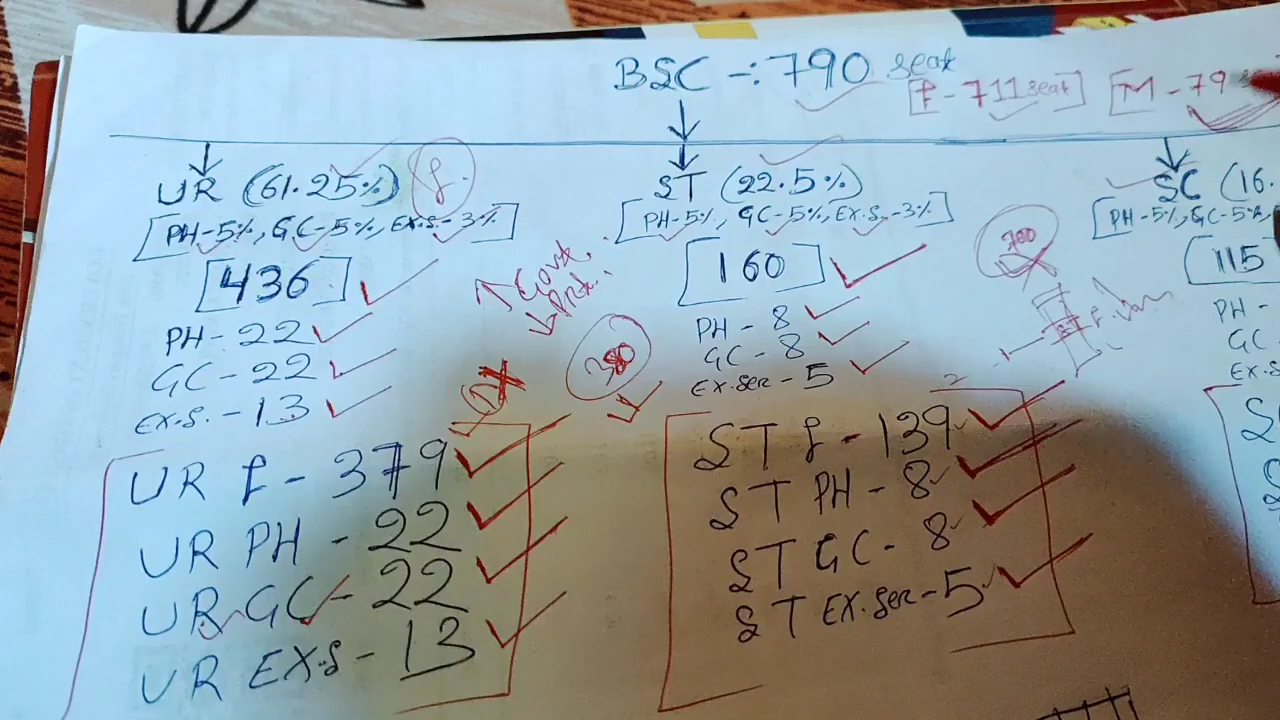 BSC -: 790 seat
[f - 711 seat] [M - 79
UR (61.25%) f.
[PH-5%, GC-5%, EX.S.-3%]
[436]
PH - 22
GC - 22
EX.S. - 13
UR f - 379
UR PH - 22
UR GC - 22
UR EX.S - 13
↑ Govt.
Pvt.
380
ST (22.5%)
[PH-5%, GC-5%, EX.S.-3%]
[160]
PH - 8
GC - 8
EX.SER - 5
ST f - 139
ST PH - 8
ST GC - 8
ST EX.SER - 5
700
SC (16.
[PH-5%, GC-5%,
[115
PH -
GC
EX.S
S